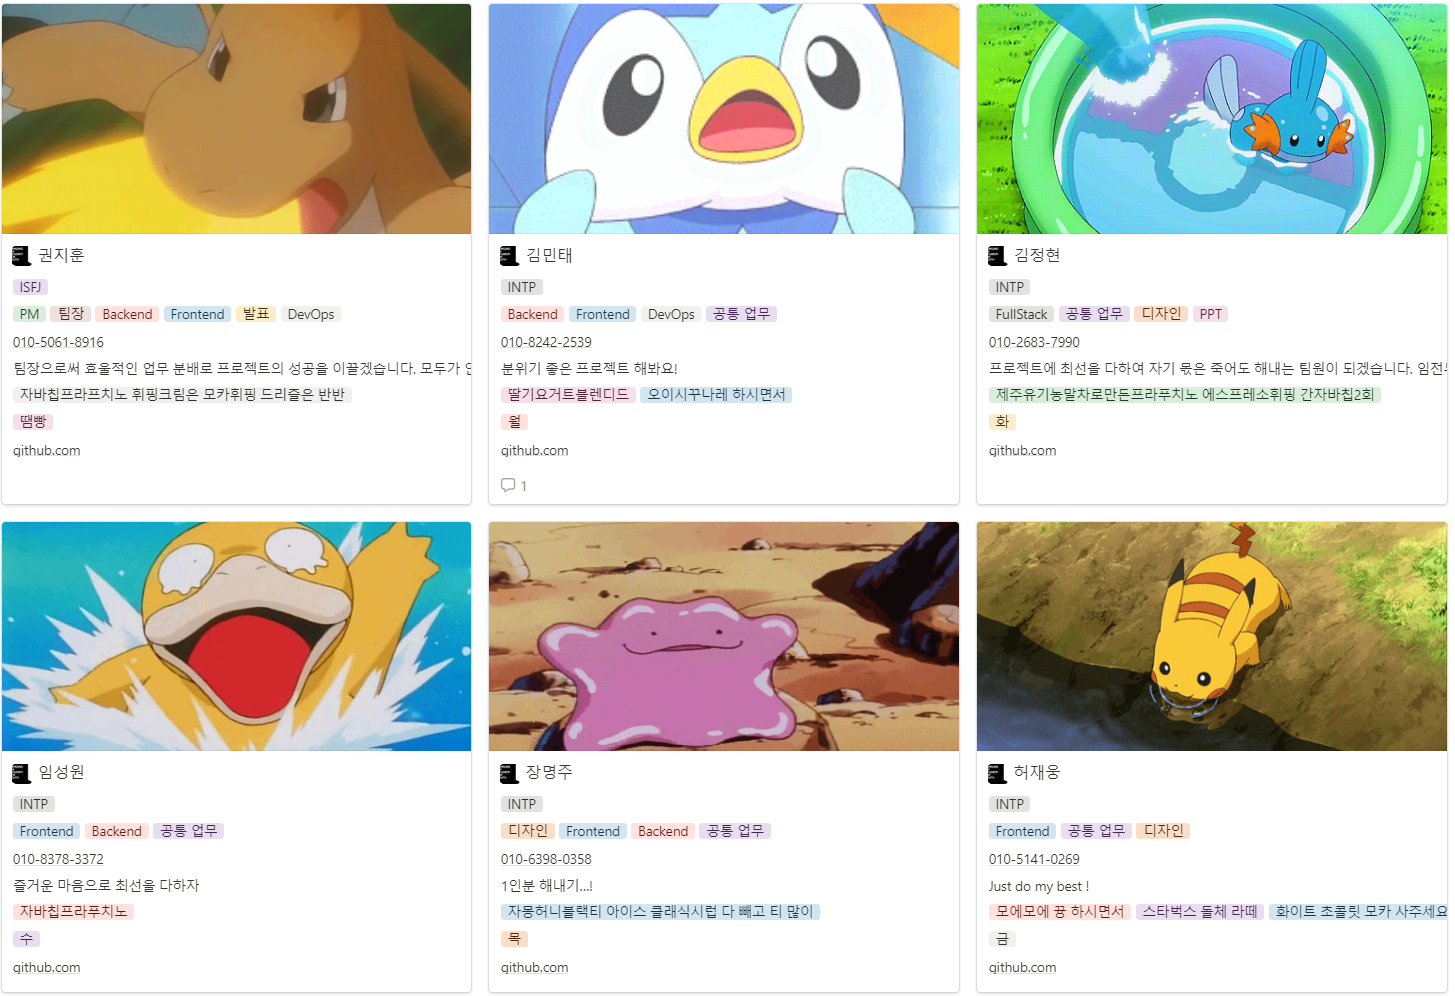 권지훈
ISFJ
PM 팀장 Backend Frontend 발표 DevOps
010-5061-8916
팀장으로써 효율적인 업무 분배로 프로젝트의 성공을 이끌겠습니다. 모두가
자바칩프라프치노 휘핑크림은 모카휘핑 드리즐은 반반
땜빵
github.com
김민태
INTP
Backend Frontend DevOps 공통 업무
010-8242-2539
분위기 좋은 프로젝트 해봐요!
딸기요거트블렌디드 오이시꾸나레 하시면서
월
github.com
1
김정현
INTP
FullStack 공통 업무 디자인 PPT
010-2683-7990
프로젝트에 최선을 다하여 자기 몫은 죽어도 해내는 팀원이 되겠습니다.
제주유기농말차로만든프라푸치노 에스프레소휘핑 간자바칩2회
화
github.com
임성원
INTP
Frontend Backend 공통 업무
010-8378-3372
즐거운 마음으로 최선을 다하자
자바칩프라푸치노
수
github.com
장명주
INTP
디자인 Frontend Backend 공통 업무
010-6398-0358
1인분 해내기...!
자몽허니블랙티 아이스 클래식시럽 다 빼고 티 많이
목
github.com
허재웅
INTP
Frontend 공통 업무 디자인
010-5141-0269
Just do my best !
모에모에 뀽 하시면서 스타벅스 돌체 라떼 화이트 초콜릿 모카 사주세요
금
github.com